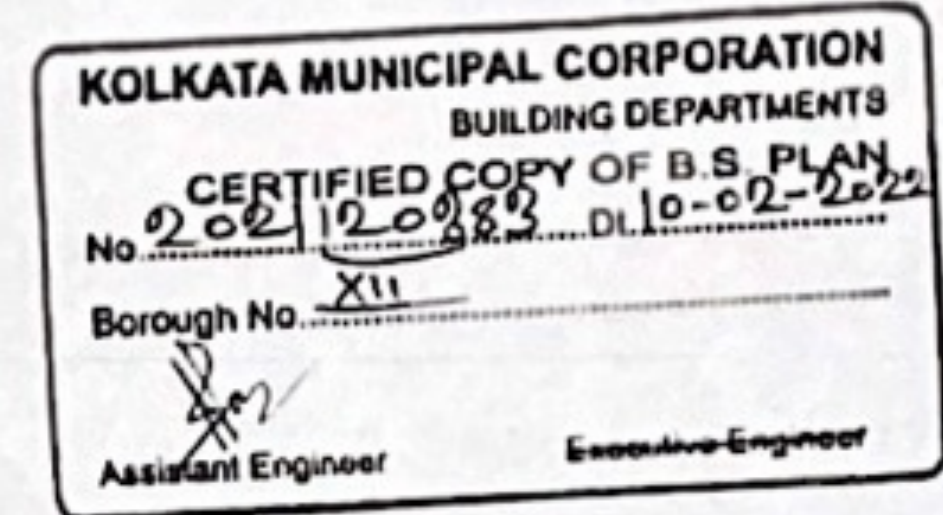 KOLKATA MUNICIPAL CORPORATION
BUILDING DEPARTMENTS
CERTIFIED COPY OF B.S. PLAN
No. Dt. 10-02-2022
Borough No. XII
Assistant Engineer Executive Engineer